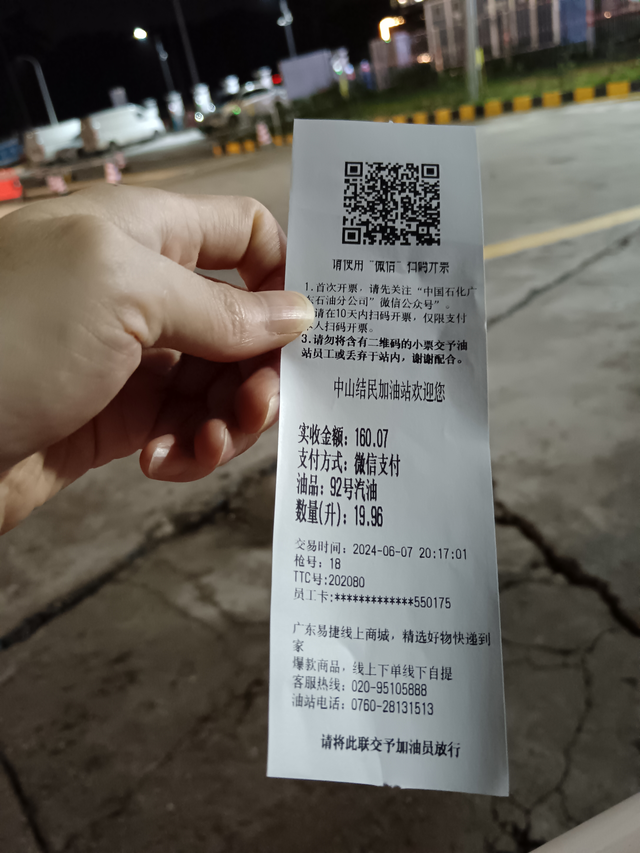 请使用“微信”扫码开票
1.首次开票，请先关注“中国石化广
石油分公司”微信公众号”。
请在10天内扫码开票，仅限支付
人扫码开票。
3.请勿将含有二维码的小票交予油
站员工或丢弃于站内，谢谢配合。
中山结民加油站欢迎您
实收金额：160.07
支付方式：微信支付
油品：92号汽油
数量(升)：19.96
交易时间：2024-06-07 20:17:01
枪号：18
TTC号:202080
员工卡:*************550175
广东易捷线上商城，精选好物快递到
家
爆款商品，线上下单线下自提
客服热线：020-95105888
油站电话：0760-28131513
请将此联交予加油员放行